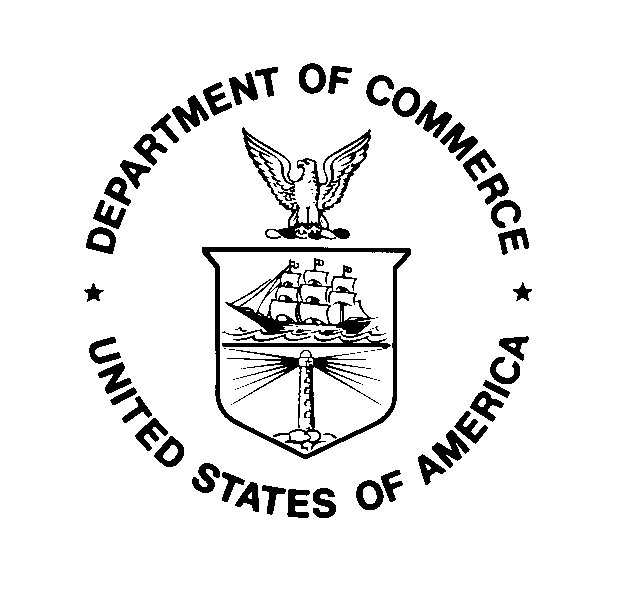 DEPARTMENT OF COMMERCE
UNITED STATES OF AMERICA